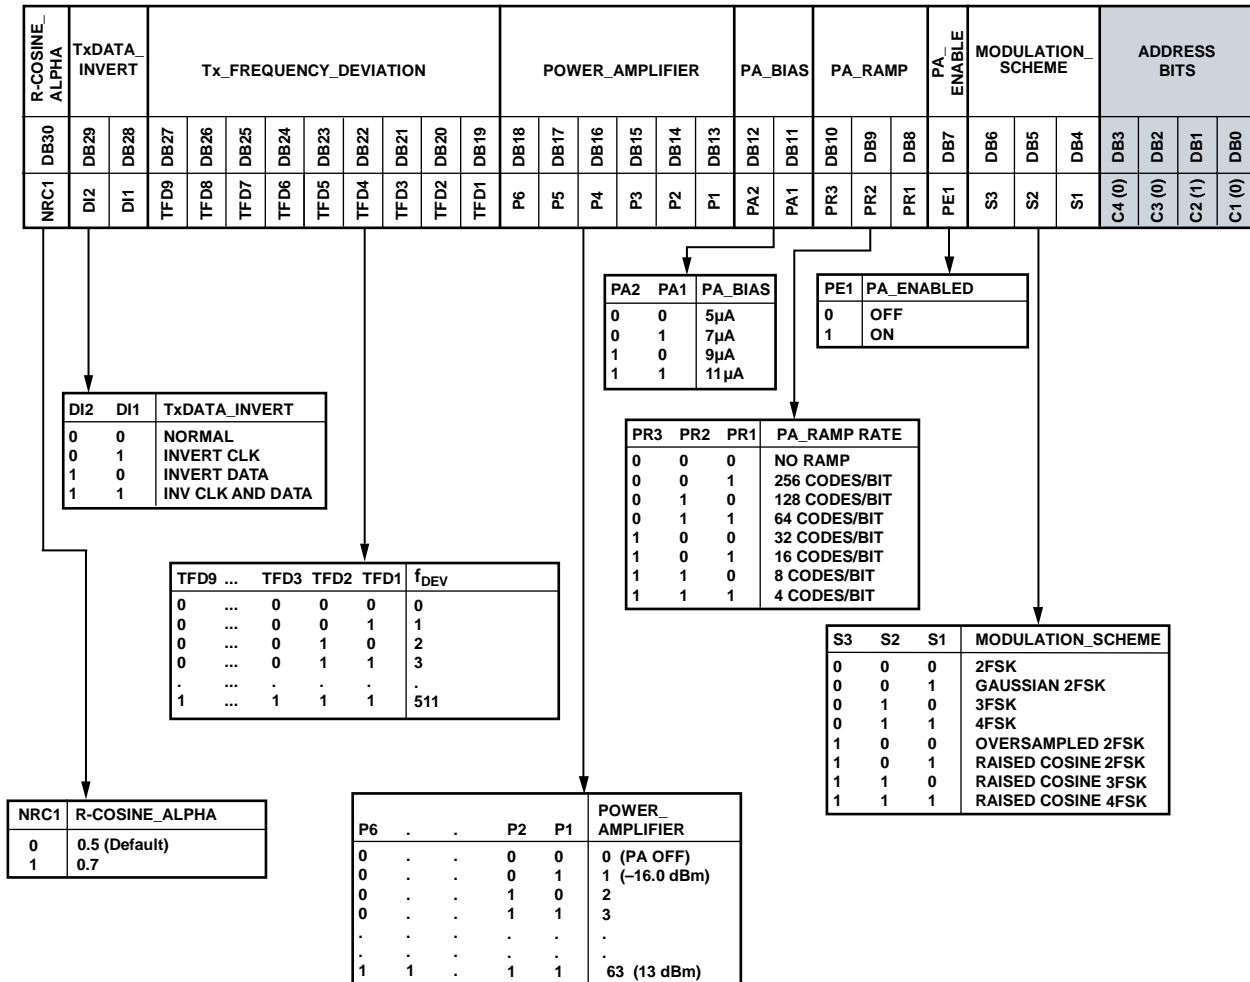 R-COSINE_ALPHA TxDATA_INVERT Tx_FREQUENCY_DEVIATION POWER_AMPLIFIER PA_BIAS PA_RAMP PA_ENABLE MODULATION_SCHEME ADDRESS BITS
DB30 DB29 DB28 DB27 DB26 DB25 DB24 DB23 DB22 DB21 DB20 DB19 DB18 DB17 DB16 DB15 DB14 DB13 DB12 DB11 DB10 DB9 DB8 DB7 DB6 DB5 DB4 DB3 DB2 DB1 DB0
NRC1 DI2 DI1 TFD9 TFD8 TFD7 TFD6 TFD5 TFD4 TFD3 TFD2 TFD1 P6 P5 P4 P3 P2 P1 PA2 PA1 PR3 PR2 PR1 PE1 S3 S2 S1 C4 (0) C3 (0) C2 (1) C1 (0)
PA2 PA1 PA_BIAS
0 0 5µA
0 1 7µA
1 0 9µA
1 1 11µA
PE1 PA_ENABLED
0 OFF
1 ON
DI2 DI1 TxDATA_INVERT
0 0 NORMAL
0 1 INVERT CLK
1 0 INVERT DATA
1 1 INV CLK AND DATA
PR3 PR2 PR1 PA_RAMP RATE
0 0 0 NO RAMP
0 0 1 256 CODES/BIT
0 1 0 128 CODES/BIT
0 1 1 64 CODES/BIT
1 0 0 32 CODES/BIT
1 0 1 16 CODES/BIT
1 1 0 8 CODES/BIT
1 1 1 4 CODES/BIT
TFD9 ... TFD3 TFD2 TFD1 fDEV
0 ... 0 0 0 0
0 ... 0 0 1 1
0 ... 0 1 0 2
0 ... 0 1 1 3
. ... . . . .
1 ... 1 1 1 511
S3 S2 S1 MODULATION_SCHEME
0 0 0 2FSK
0 0 1 GAUSSIAN 2FSK
0 1 0 3FSK
0 1 1 4FSK
1 0 0 OVERSAMPLED 2FSK
1 0 1 RAISED COSINE 2FSK
1 1 0 RAISED COSINE 3FSK
1 1 1 RAISED COSINE 4FSK
NRC1 R-COSINE_ALPHA
0 0.5 (Default)
1 0.7
P6 . . P2 P1 POWER_AMPLIFIER
0 . . 0 0 0 (PA OFF)
0 . . 0 1 1 (–16.0 dBm)
0 . . 1 0 2
0 . . 1 1 3
. . . . . .
. . . . . .
1 1 . 1 1 63 (13 dBm)